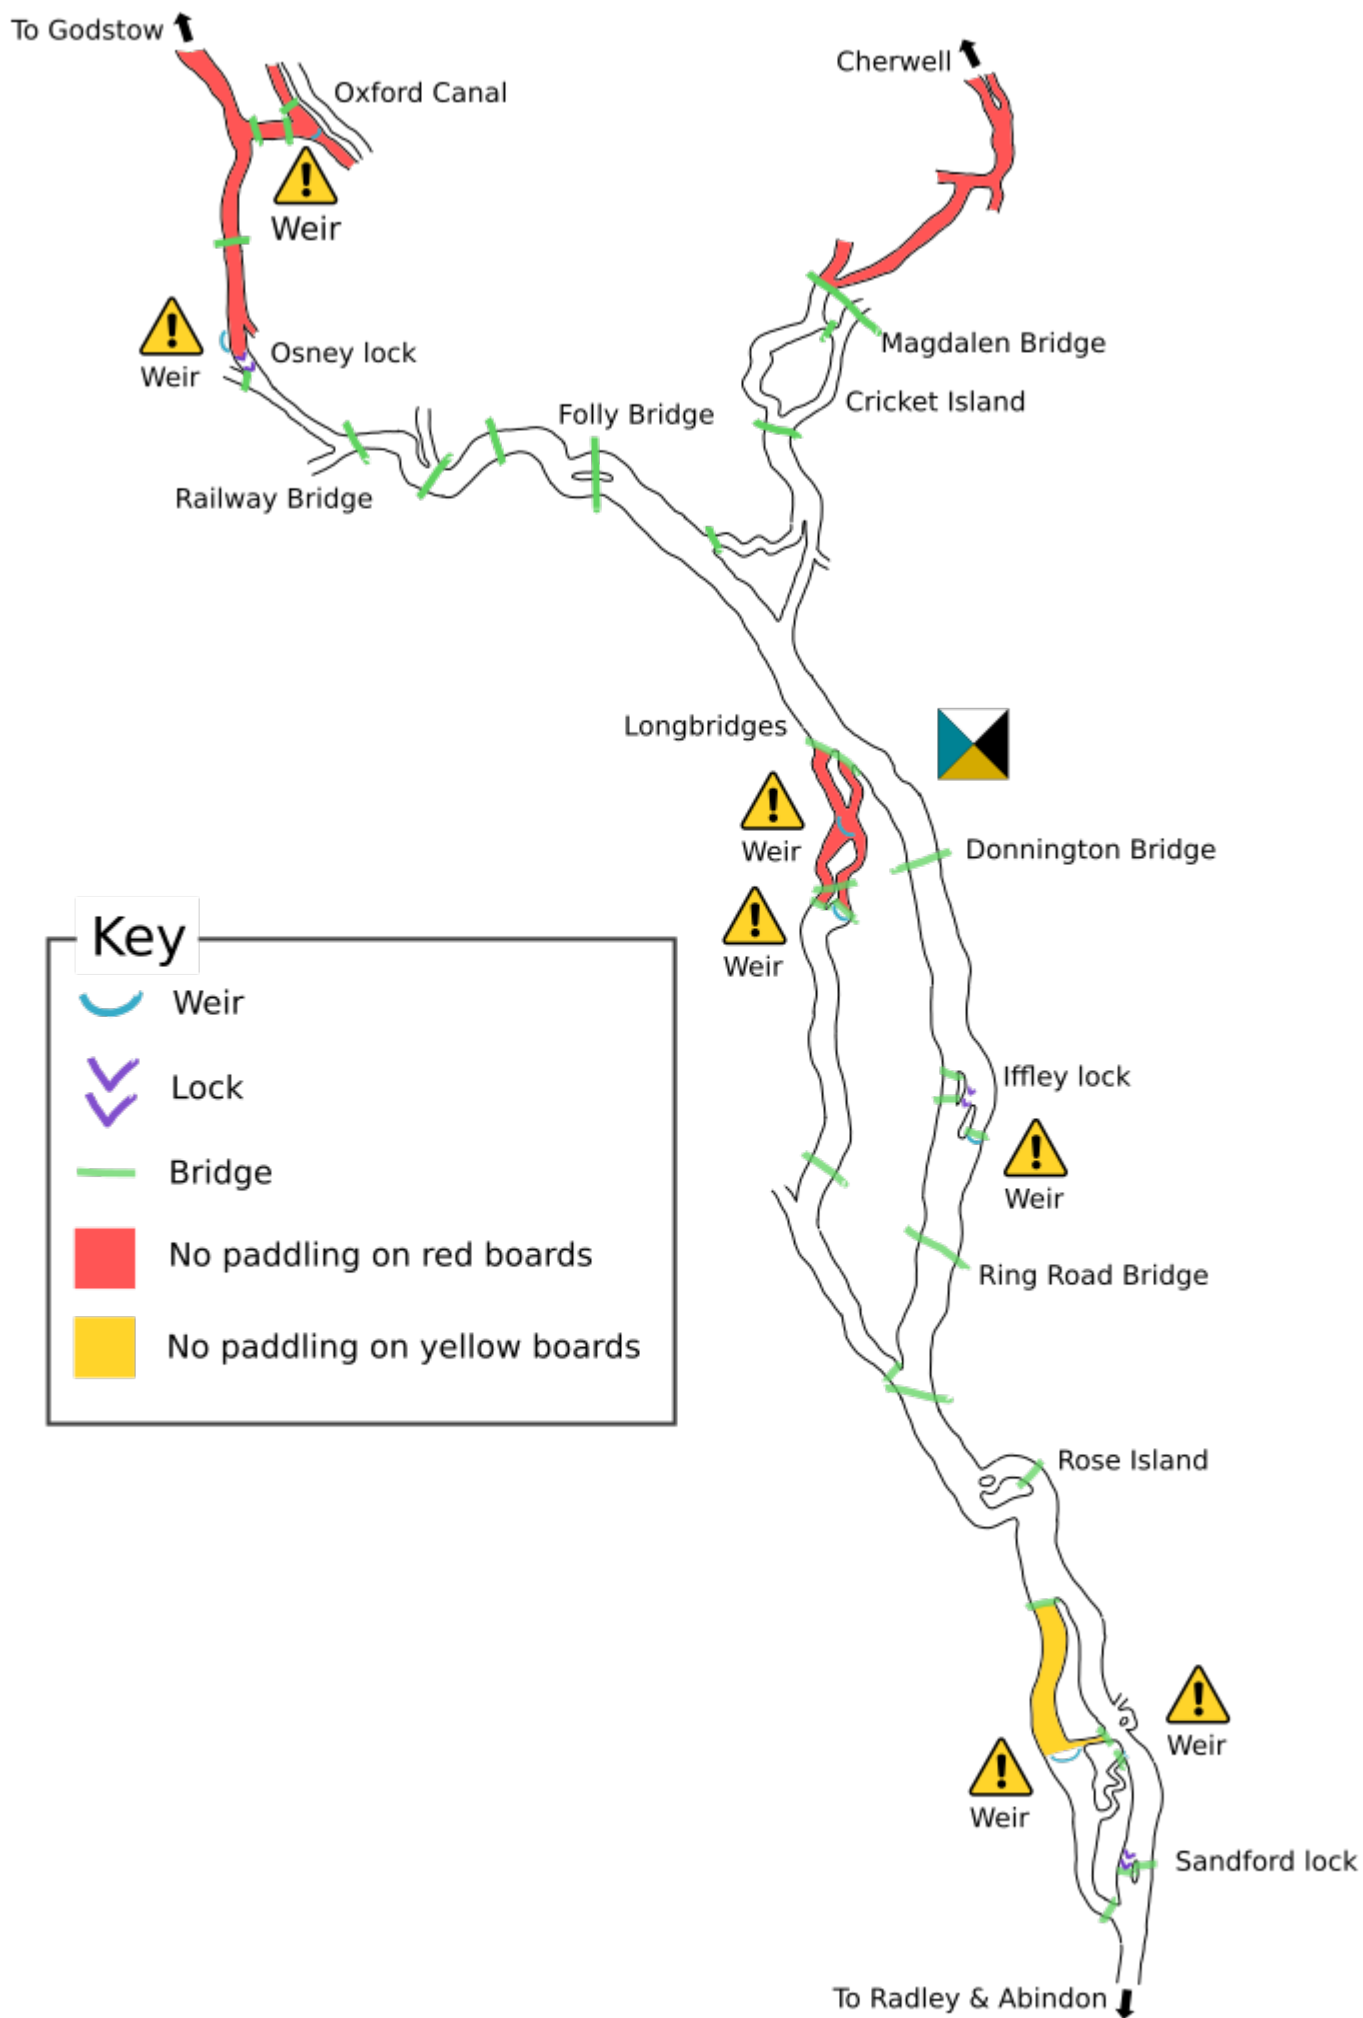 To Godstow
Oxford Canal
Cherwell
Weir
Weir
Osney lock
Magdalen Bridge
Cricket Island
Folly Bridge
Railway Bridge
Longbridges
Weir
Donnington Bridge
Weir
Key
Weir
Lock
Bridge
No paddling on red boards
No paddling on yellow boards
Iffley lock
Weir
Ring Road Bridge
Rose Island
Weir
Weir
Sandford lock
To Radley & Abindon